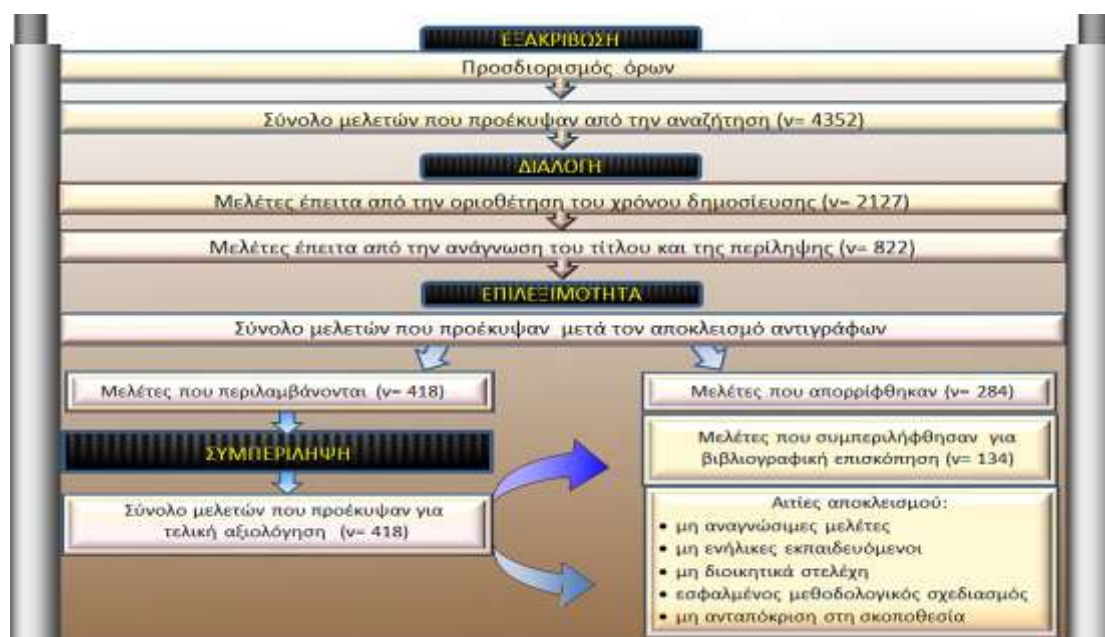 ΕΞΑΚΡΙΒΩΣΗ
Προσδιορισμός όρων
Σύνολο μελετών που προέκυψαν από την αναζήτηση (ν= 4352)
ΔΙΑΛΟΓΗ
Μελέτες έπειτα από την οριοθέτηση του χρόνου δημοσίευσης (ν= 2127)
Μελέτες έπειτα από την ανάγνωση του τίτλου και της περίληψης (ν= 822)
ΕΠΙΛΕΞΙΜΟΤΗΤΑ
Σύνολο μελετών που προέκυψαν μετά τον αποκλεισμό αντιγράφων
Μελέτες που περιλαμβάνονται (ν= 418)
ΣΥΜΠΕΡΙΛΗΨΗ
Σύνολο μελετών που προέκυψαν για
τελική αξιολόγηση (ν= 418)
Μελέτες που απορρίφθηκαν (ν= 284)
Μελέτες που συμπεριλήφθησαν για
βιβλιογραφική επισκόπηση (ν= 134)
Αιτίες αποκλεισμού:
• μη αναγνώσιμες μελέτες
• μη ενήλικες εκπαιδευόμενοι
• μη διοικητικά στελέχη
• εσφαλμένος μεθοδολογικός σχεδιασμός
• μη ανταπόκριση στη σκοποθεσία